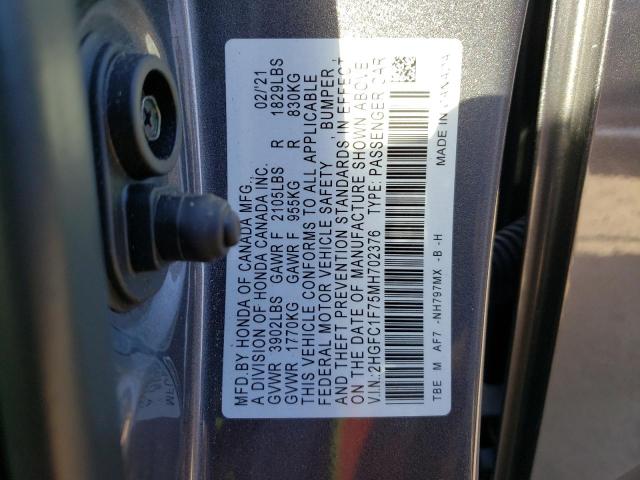 MFD.BY HONDA OF CANADA MFG. 02/'21
A DIVISION OF HONDA CANADA INC.
GVWR 3902LBS GAWR F 2105LBS R 1829LBS
GVWR 1770KG GAWR F 955KG R 830KG
THIS VEHICLE CONFORMS TO ALL APPLICABLE
FEDERAL MOTOR VEHICLE SAFETY , BUMPER ,
AND THEFT PREVENTION STANDARDS IN EFFECT
ON THE DATE OF MANUFACTURE SHOWN ABOVE.
V.I.N.: 2HGFC1F75MH702376 TYPE: PASSENGER CAR
TBE M AF7 -NH797MX -B -H MADE IN CANADA